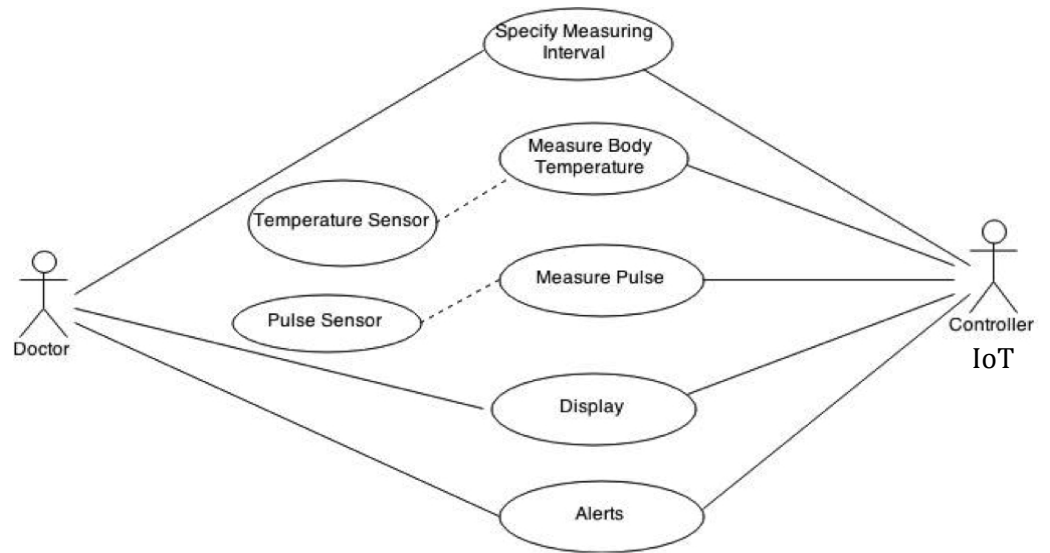 Specify Measuring
Interval
Measure Body
Temperature
Temperature Sensor
Measure Pulse
Pulse Sensor
Doctor
Controller
IoT
Display
Alerts